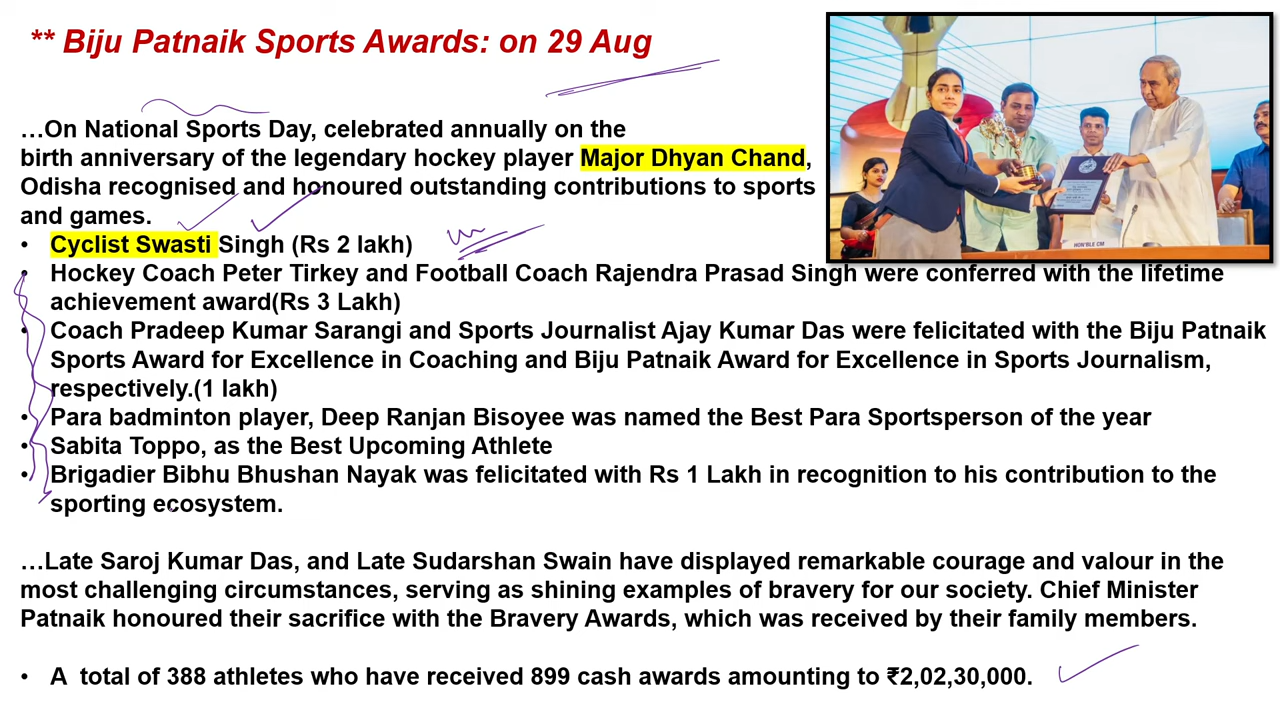 ** Biju Patnaik Sports Awards: on 29 Aug
…On National Sports Day, celebrated annually on the
birth anniversary of the legendary hockey player Major Dhyan Chand,
Odisha recognised and honoured outstanding contributions to sports
and games.
• Cyclist Swasti Singh (Rs 2 lakh)
• Hockey Coach Peter Tirkey and Football Coach Rajendra Prasad Singh were conferred with the lifetime
achievement award(Rs 3 Lakh)
• Coach Pradeep Kumar Sarangi and Sports Journalist Ajay Kumar Das were felicitated with the Biju Patnaik
Sports Award for Excellence in Coaching and Biju Patnaik Award for Excellence in Sports Journalism,
respectively.(1 lakh)
• Para badminton player, Deep Ranjan Bisoyee was named the Best Para Sportsperson of the year
• Sabita Toppo, as the Best Upcoming Athlete
• Brigadier Bibhu Bhushan Nayak was felicitated with Rs 1 Lakh in recognition to his contribution to the
sporting ecosystem.
…Late Saroj Kumar Das, and Late Sudarshan Swain have displayed remarkable courage and valour in the
most challenging circumstances, serving as shining examples of bravery for our society. Chief Minister
Patnaik honoured their sacrifice with the Bravery Awards, which was received by their family members.
• A total of 388 athletes who have received 899 cash awards amounting to ₹2,02,30,000.
HON'BLE CM